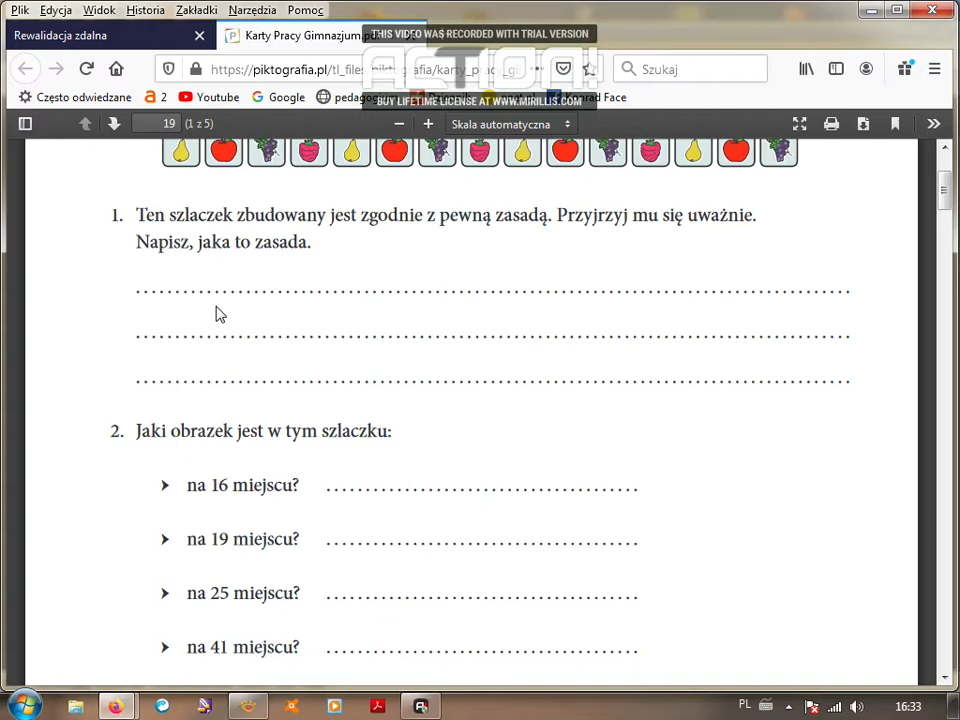 Plik Edycja Widok Historia Zakładki Narzędzia Pomoc
Rewalidacja zdalna
Karty Pracy Gimnazjum.p
THIS VIDEO WAS RECORDED WITH TRIAL VERSION
ACTION!
BUY LIFETIME LICENSE AT WWW.MIRILLIS.COM
https://piktografia.pl/tl_files
Szukaj
Często odwiedzane
2
Youtube
Google
Face
19 (1 z 5)
Skala automatyczna
1. Ten szlaczek zbudowany jest zgodnie z pewną zasadą. Przyjrzyj mu się uważnie.
Napisz, jaka to zasada.
2. Jaki obrazek jest w tym szlaczku:
na 16 miejscu?
na 19 miejscu?
na 25 miejscu?
na 41 miejscu?
PL
16:33